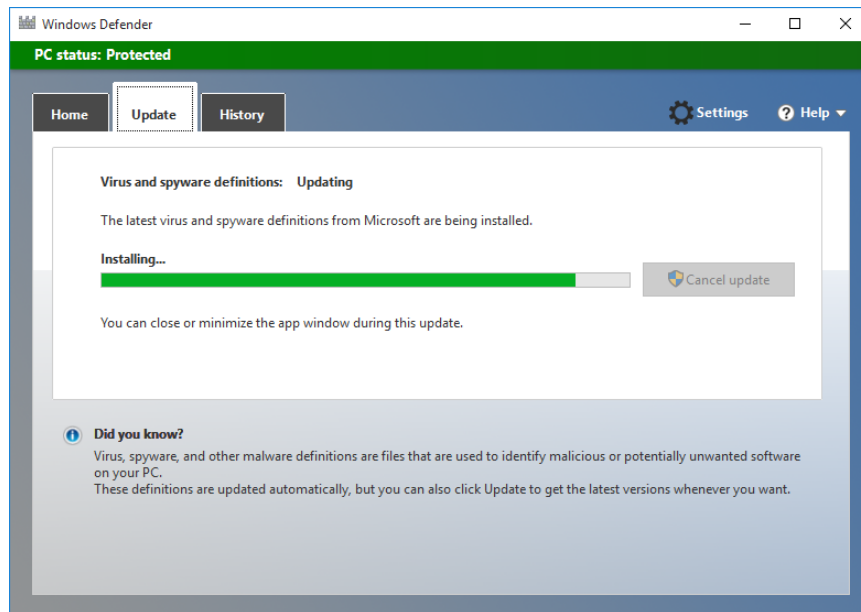 Windows Defender
PC status: Protected
Home Update History Settings Help
Virus and spyware definitions: Updating
The latest virus and spyware definitions from Microsoft are being installed.
Installing...
Cancel update
You can close or minimize the app window during this update.
Did you know?
Virus, spyware, and other malware definitions are files that are used to identify malicious or potentially unwanted software
on your PC.
These definitions are updated automatically, but you can also click Update to get the latest versions whenever you want.